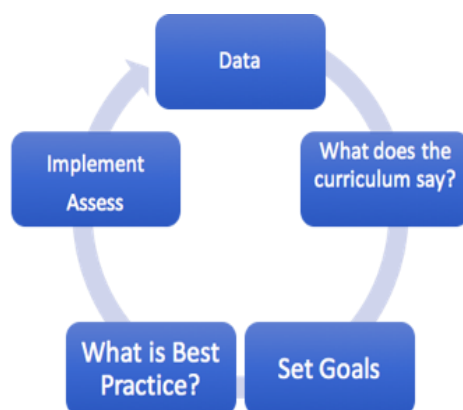 Data
What does the
curriculum say?
Set Goals
What is Best
Practice?
Implement
Assess